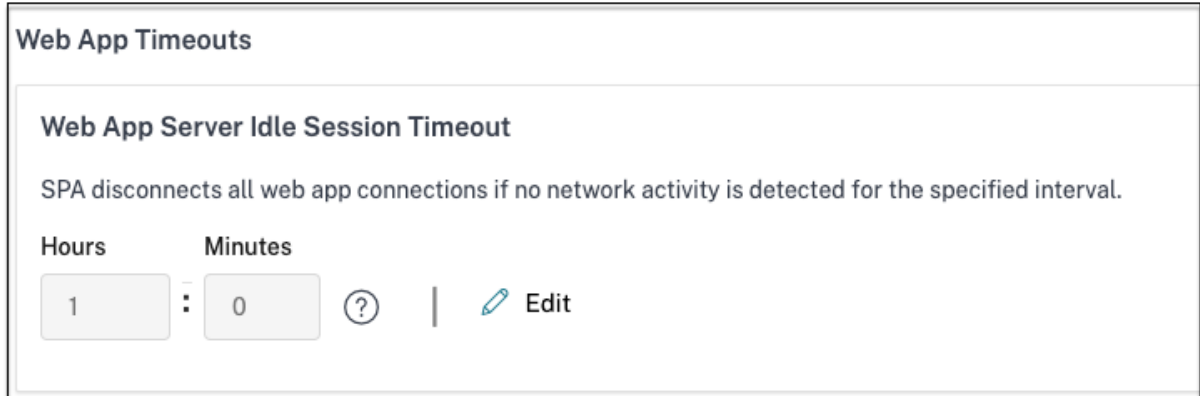 Web App Timeouts
Web App Server Idle Session Timeout
SPA disconnects all web app connections if no network activity is detected for the specified interval.
Hours Minutes
1 : 0 ? | Edit